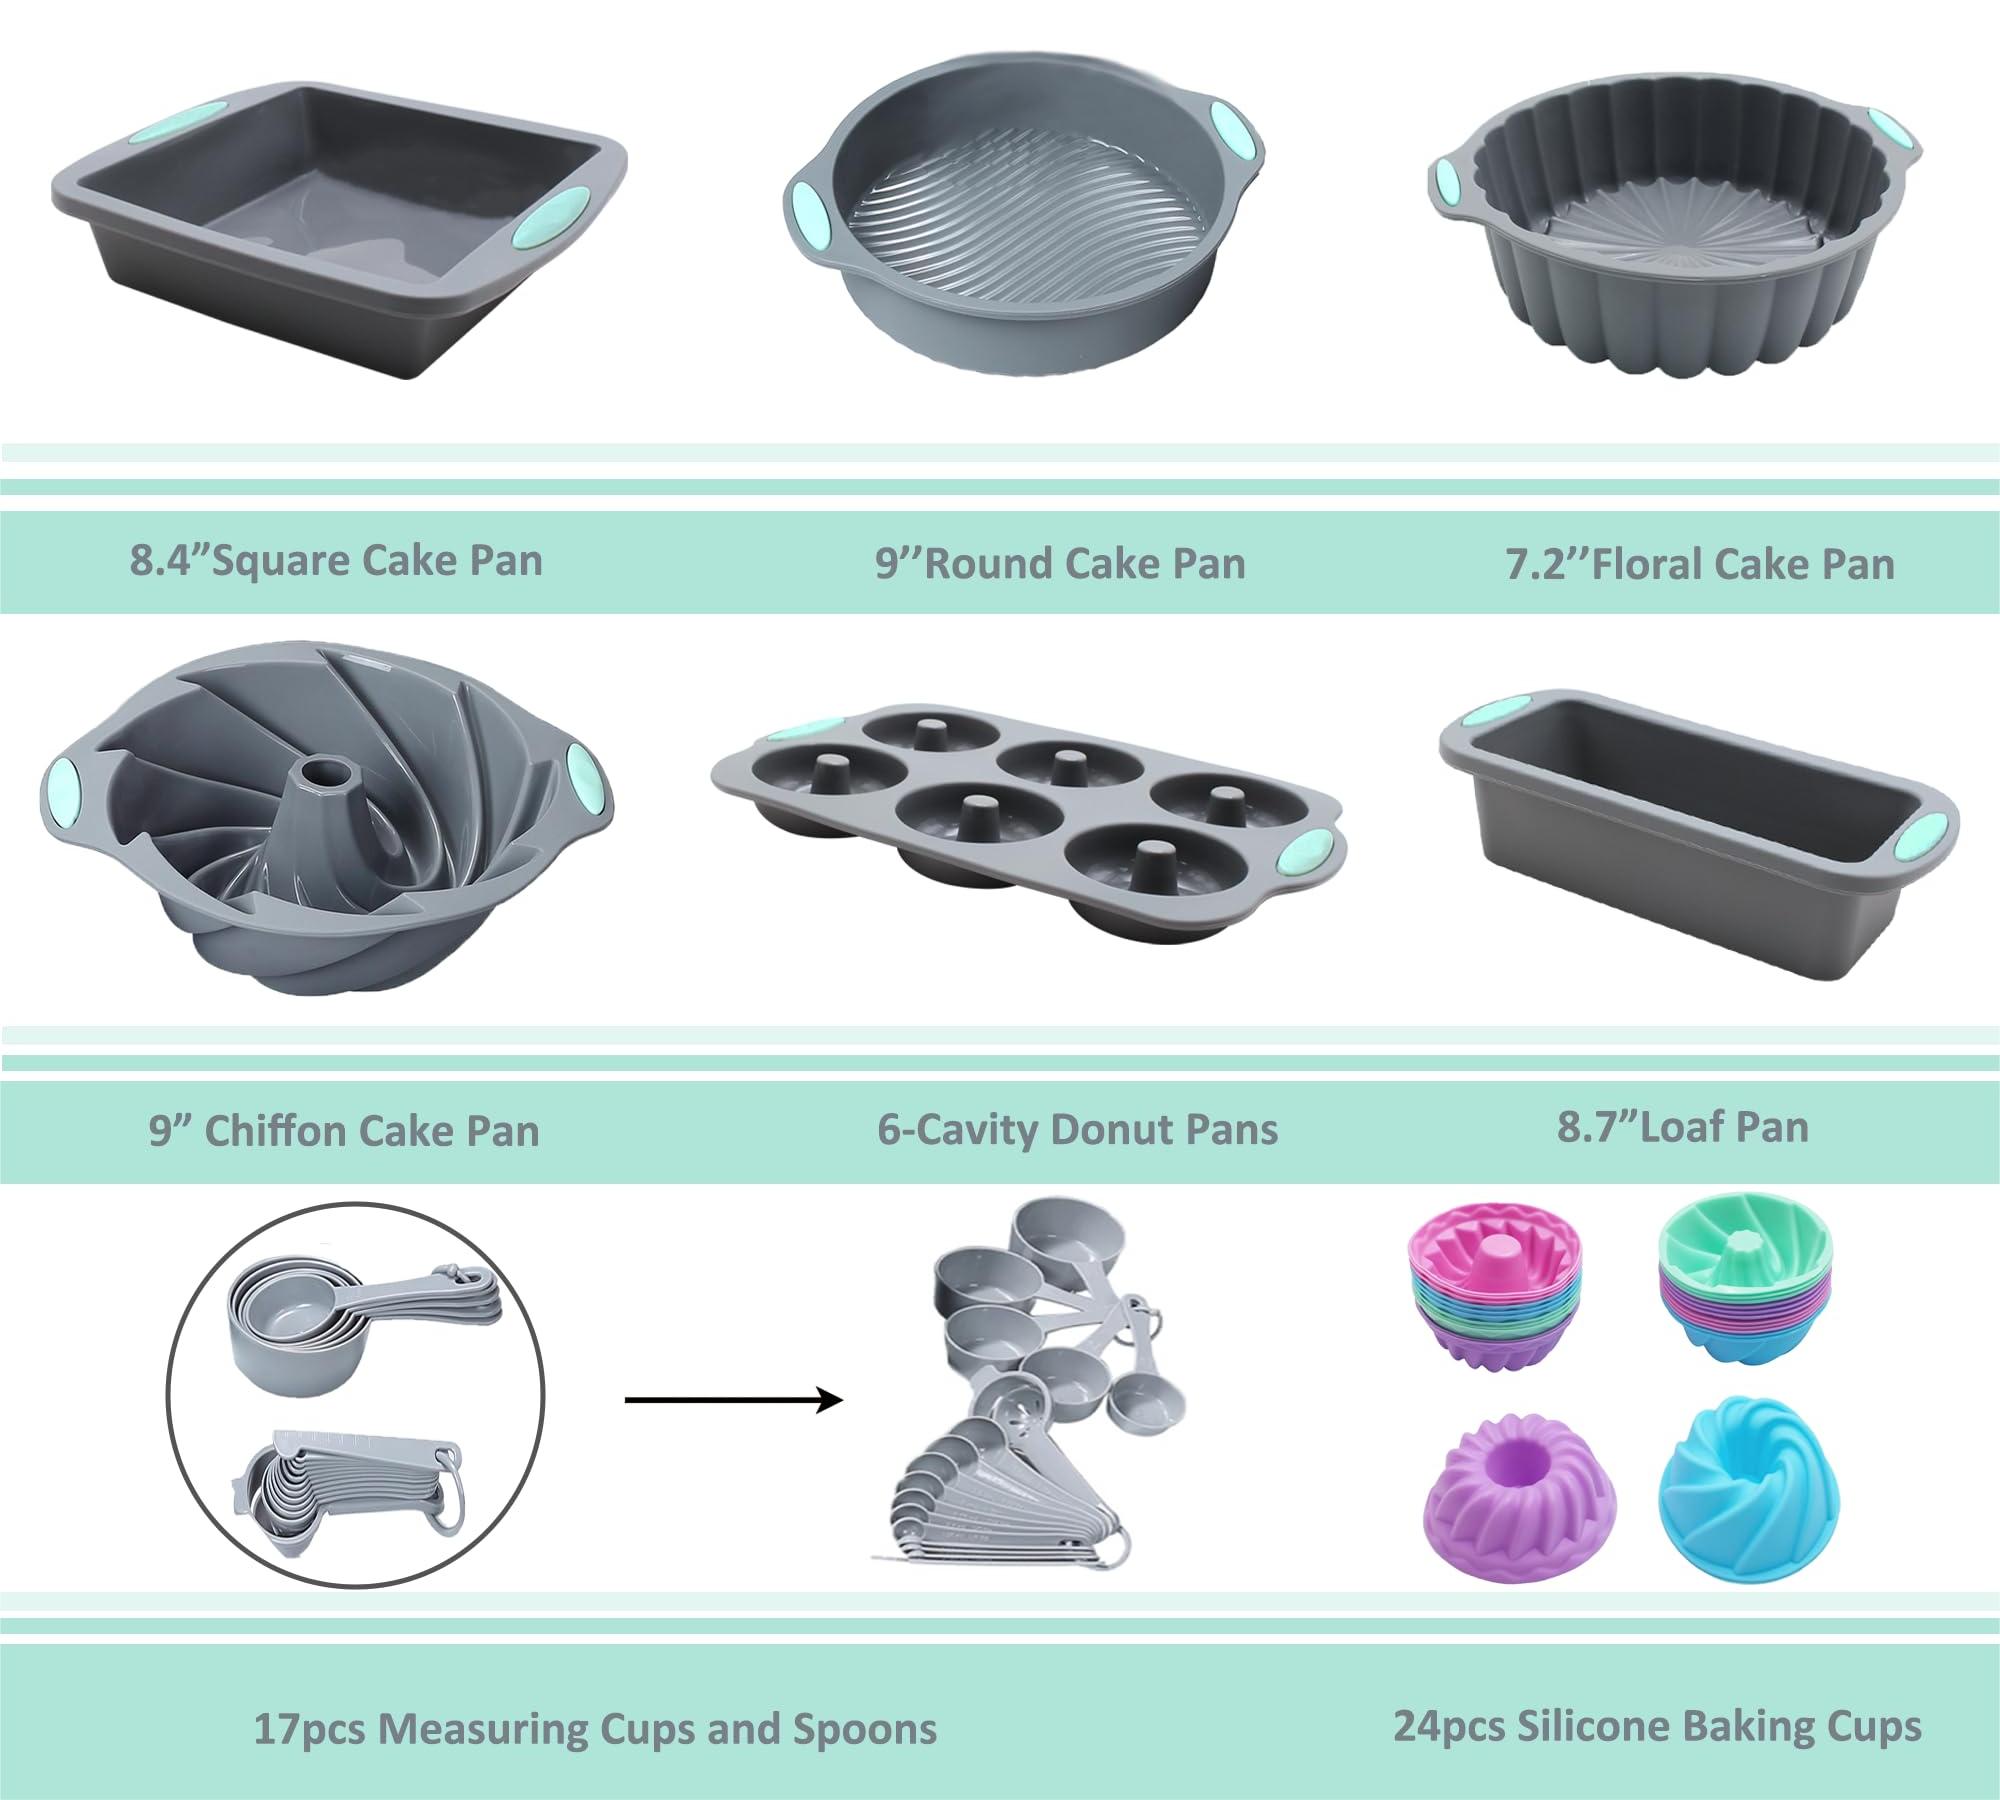 8.4”Square Cake Pan
9’’Round Cake Pan
7.2’’Floral Cake Pan
9” Chiffon Cake Pan
6-Cavity Donut Pans
8.7”Loaf Pan
17pcs Measuring Cups and Spoons
24pcs Silicone Baking Cups